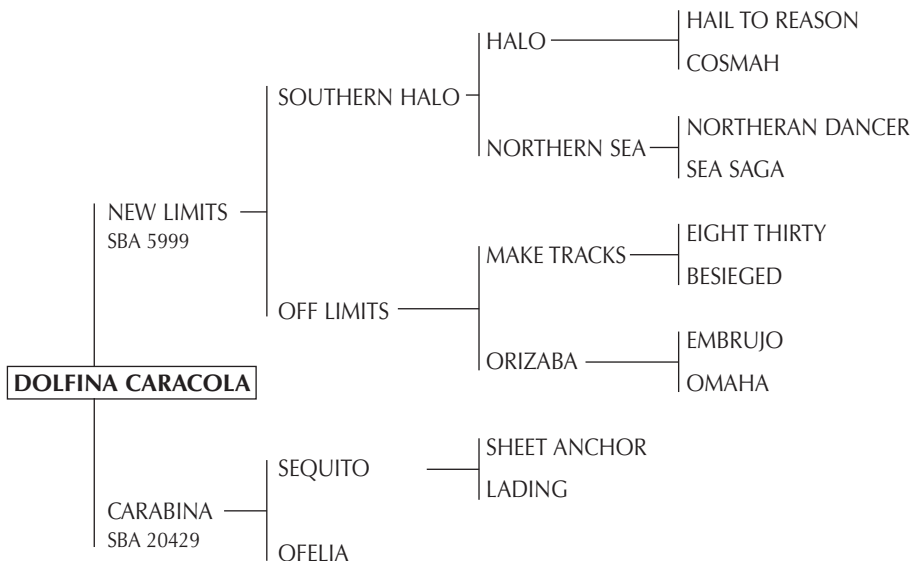 HAIL TO REASON
HALO
COSMAH
SOUTHERN HALO
NORTHERAN DANCER
NORTHERN SEA
SEA SAGA
NEW LIMITS
SBA 5999
EIGHT THIRTY
MAKE TRACKS
BESIEGED
OFF LIMITS
EMBRUJO
ORIZABA
OMAHA
DOLFINA CARACOLA
SHEET ANCHOR
SEQUITO
LADING
CARABINA
SBA 20429
OFELIA